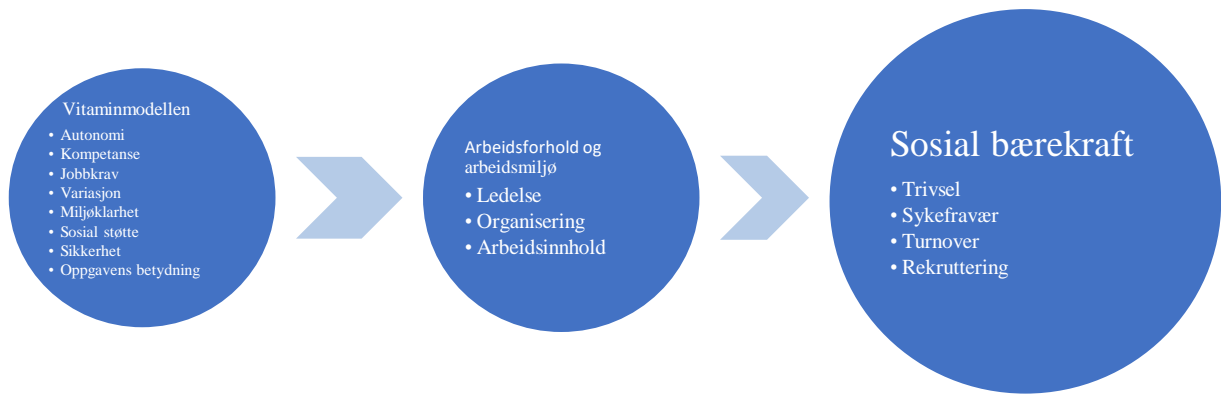 Vitaminmodellen
• Autonomi
• Kompetanse
• Jobbkrav
• Variasjon
• Miljøklarhet
• Sosial støtte
• Sikkerhet
• Oppgavens betydning
Arbeidsforhold og
arbeidsmiljø
• Ledelse
• Organisering
• Arbeidsinnhold
Sosial bærekraft
• Trivsel
• Sykefravær
• Turnover
• Rekruttering